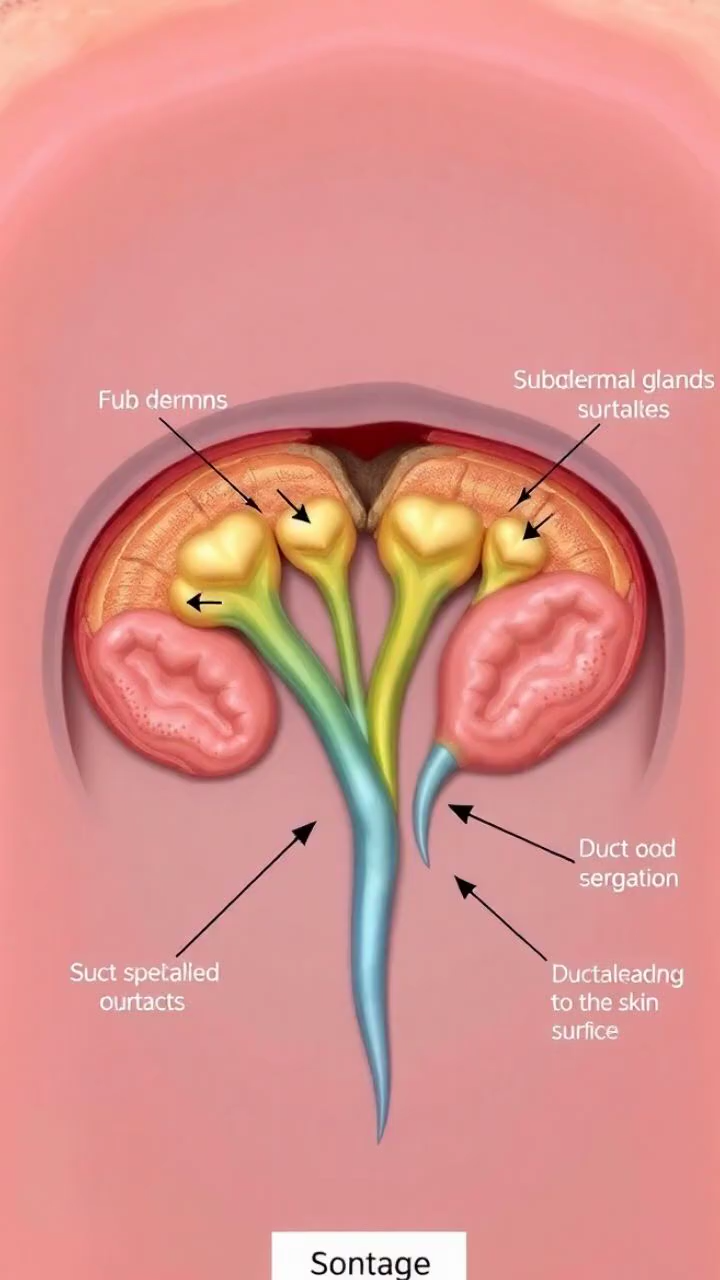 Subdermal glands
surtaltes
Fub dermns
Duct ood
sergation
Suct spetalled
ourtacts
Ductaleadng
to the skin
surfice
Sontage